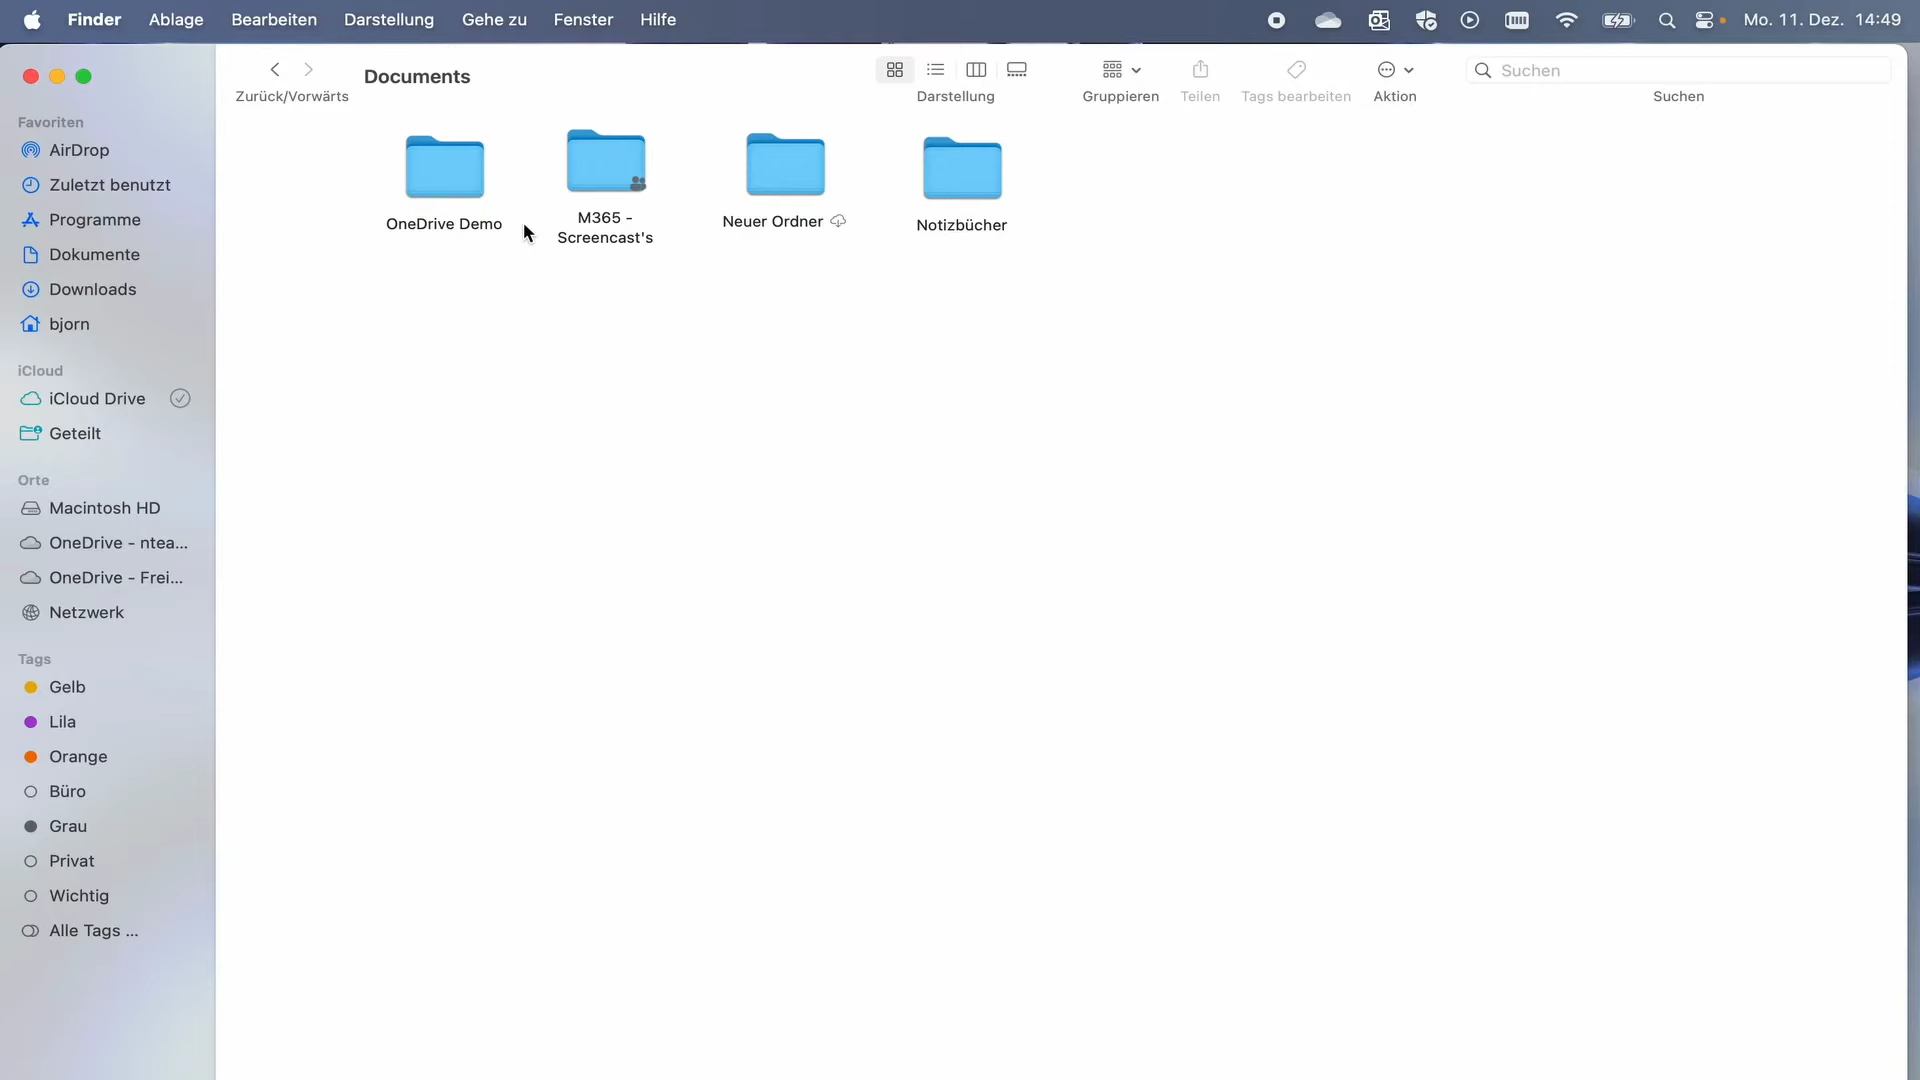 Finder Ablage Bearbeiten Darstellung Gehe zu Fenster Hilfe
Mo. 11. Dez. 14:49
Zurück/Vorwärts
Documents
Darstellung
Gruppieren
Teilen
Tags bearbeiten
Aktion
Suchen
Suchen
Favoriten
AirDrop
Zuletzt benutzt
Programme
Dokumente
Downloads
bjorn
iCloud
iCloud Drive
Geteilt
Orte
Macintosh HD
OneDrive - ntea...
OneDrive - Frei...
Netzwerk
Tags
Gelb
Lila
Orange
Büro
Grau
Privat
Wichtig
Alle Tags ...
OneDrive Demo
M365 -
Screencast's
Neuer Ordner
Notizbücher